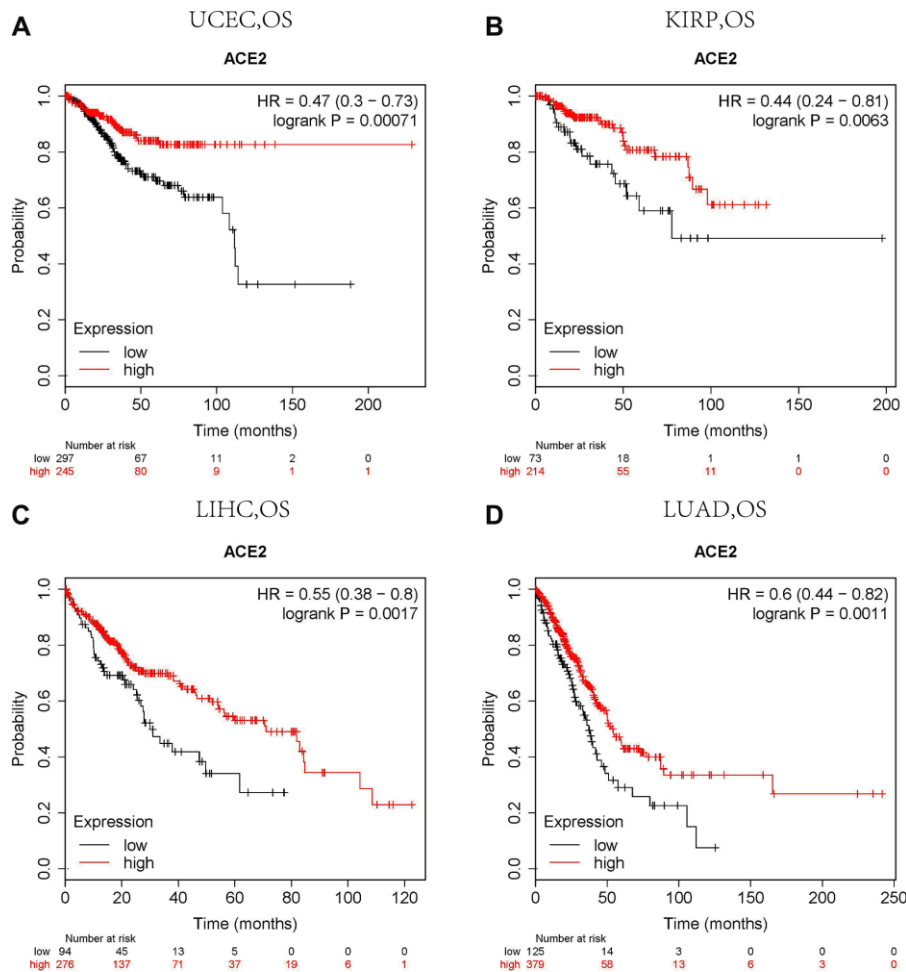 A
UCEC,OS
ACE2
HR = 0.47 (0.3 − 0.73)
logrank P = 0.00071
Probability
1.0
0.8
0.6
0.4
0.2
0.0
Expression
low
high
0 50 100 150 200
Time (months)
Number at risk
low 297 67 11 2 0
high 245 80 9 1 1
B
KIRP,OS
ACE2
HR = 0.44 (0.24 − 0.81)
logrank P = 0.0063
Probability
1.0
0.8
0.6
0.4
0.2
0.0
Expression
low
high
0 50 100 150 200
Time (months)
Number at risk
low 73 18 1 1 0
high 214 55 11 0 0
C
LIHC,OS
ACE2
HR = 0.55 (0.38 − 0.8)
logrank P = 0.0017
Probability
1.0
0.8
0.6
0.4
0.2
0.0
Expression
low
high
0 20 40 60 80 100 120
Time (months)
Number at risk
low 94 45 13 5 0 0 0
high 276 137 71 37 19 6 1
D
LUAD,OS
ACE2
HR = 0.6 (0.44 − 0.82)
logrank P = 0.0011
Probability
1.0
0.8
0.6
0.4
0.2
0.0
Expression
low
high
0 50 100 150 200 250
Time (months)
Number at risk
low 125 14 3 0 0 0
high 379 58 13 6 3 0